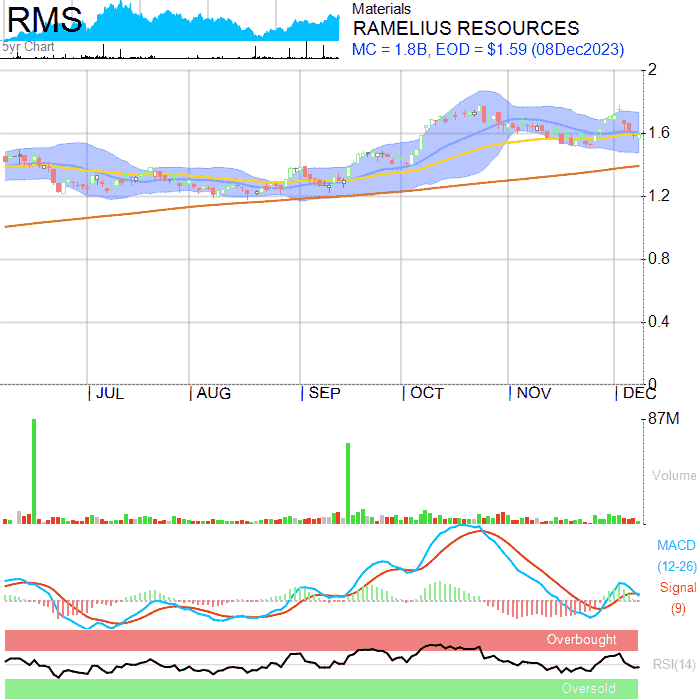 RMS
5yr Chart
Materials
RAMELIUS RESOURCES
MC = 1.8B, EOD = $1.59 (08Dec2023)
2
1.6
1.2
0.8
0.4
0
JUL AUG SEP OCT NOV DEC
87M
Volume
MACD
(12-26)
Signal
(9)
Overbought
RSI(14)
Oversold